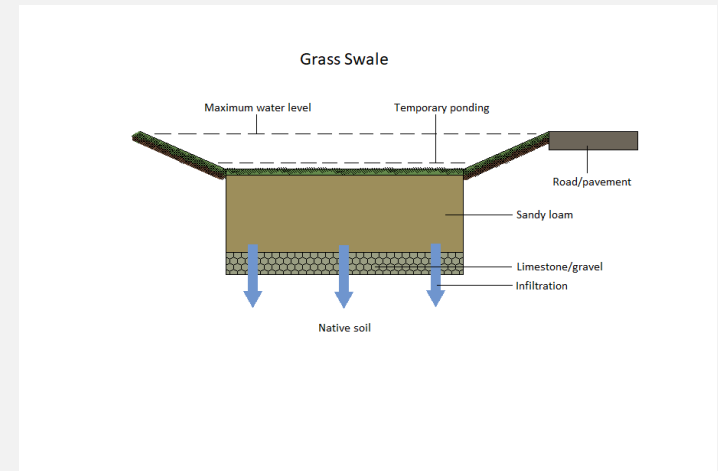 Grass Swale
Maximum water level
Temporary ponding
Road/pavement
Sandy loam
Limestone/gravel
Infiltration
Native soil